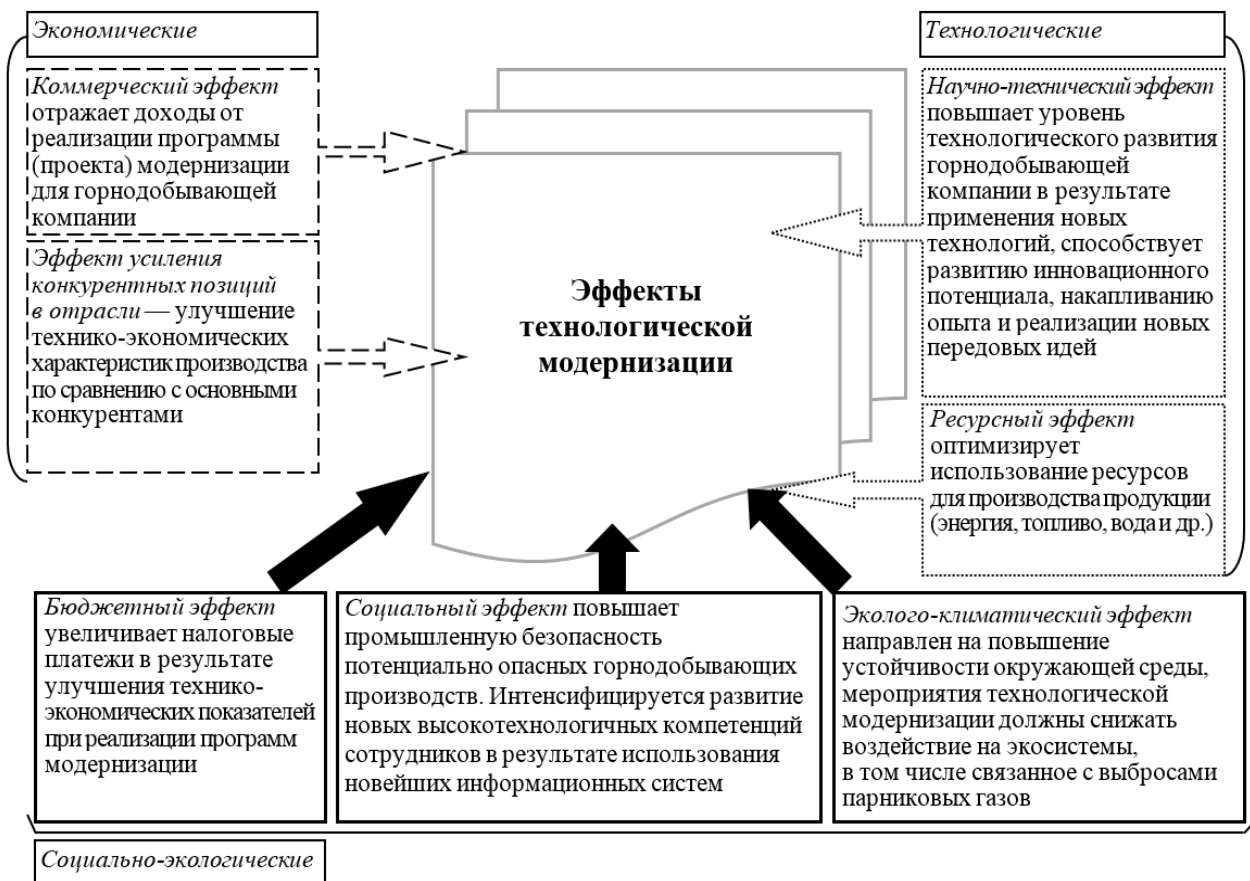 Экономические
Коммерческий эффект
отражает доходы от
реализации программы
(проекта) модернизации
для горнодобывающей
компании
Эффект усиления
конкурентных позиций
в отрасли — улучшение
технико-экономических
характеристик производства
по сравнению с основными
конкурентами
Эффекты
технологической
модернизации
Технологические
Научно-технический эффект
повышает уровень
технологического развития
горнодобывающей
компании в результате
применения новых
технологий, способствует
развитию инновационного
потенциала, накапливанию
опыта и реализации новых
передовых идей
Ресурсный эффект
оптимизирует
использование ресурсов
для производства продукции
(энергия, топливо, вода и др.)
Бюджетный эффект
увеличивает налоговые
платежи в результате
улучшения технико-
экономических показателей
при реализации программ
модернизации
Социальный эффект повышает
промышленную безопасность
потенциально опасных горнодобывающих
производств. Интенсифицируется развитие
новых высокотехнологичных компетенций
сотрудников в результате использования
новейших информационных систем
Эколого-климатический эффект
направлен на повышение
устойчивости окружающей среды,
мероприятия технологической
модернизации должны снижать
воздействие на экосистемы,
в том числе связанное с выбросами
парниковых газов
Социально-экологические